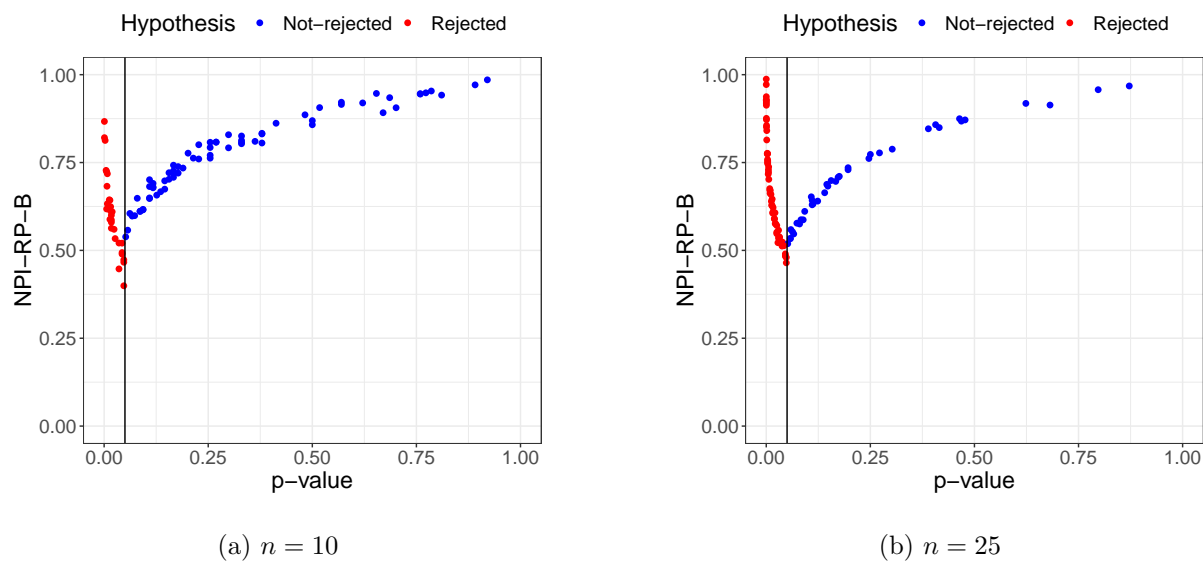 Hypothesis Not−rejected Rejected
1.00
0.75
0.50
0.25
0.00
NPI−RP−B
0.00 0.25 0.50 0.75 1.00
p−value
(a) n = 10
Hypothesis Not−rejected Rejected
1.00
0.75
0.50
0.25
0.00
NPI−RP−B
0.00 0.25 0.50 0.75 1.00
p−value
(b) n = 25